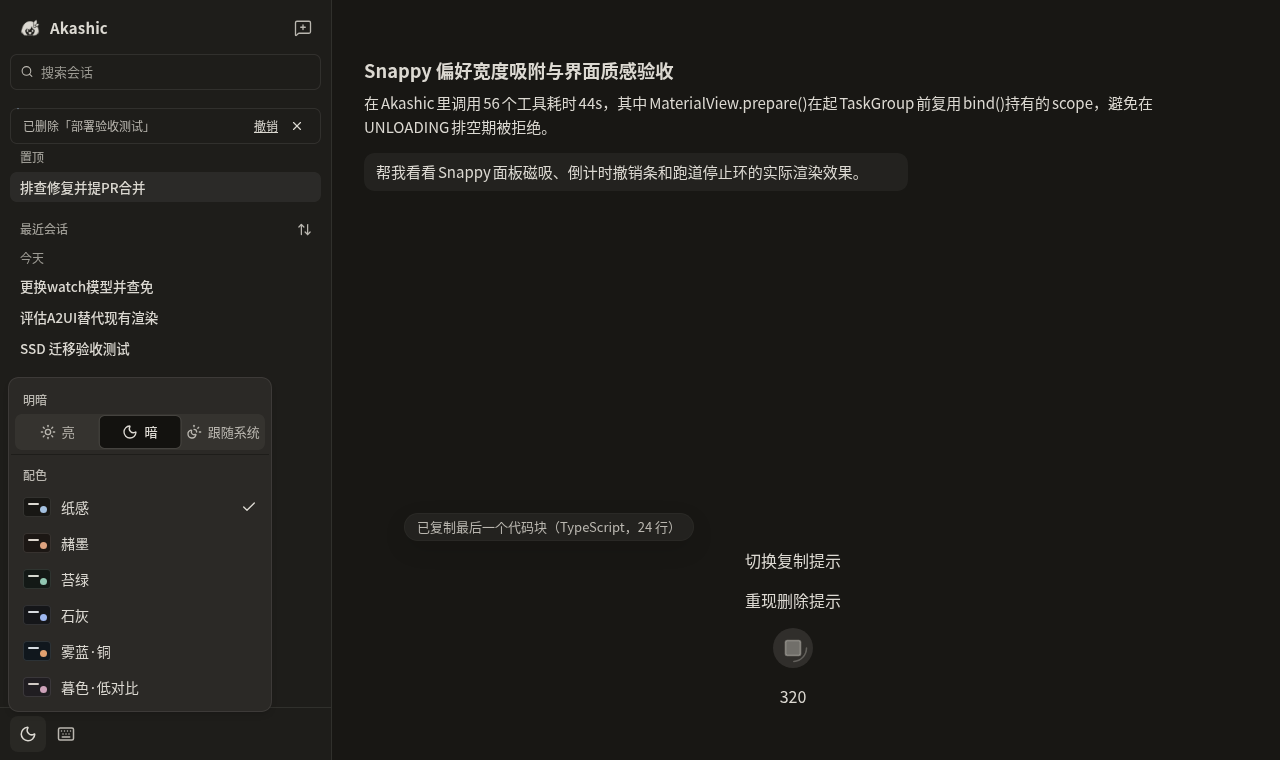 Akashic
搜索会话
已删除「部署验收测试」
撤销
置顶
排查修复并提PR合并
最近会话
今天
更换watch模型并查免
评估A2UI替代现有渲染
SSD 迁移验收测试
明暗
亮
暗
跟随系统
配色
纸感
赭墨
苔绿
石灰
雾蓝·铜
暮色·低对比
Snappy 偏好宽度吸附与界面质感验收
在 Akashic 里调用 56 个工具耗时 44s，其中 MaterialView.prepare()在起 TaskGroup 前复用 bind()持有的 scope，避免在
UNLOADING 排空期被拒绝。
帮我看看 Snappy 面板磁吸、倒计时撤销条和跑道停止环的实际渲染效果。
已复制最后一个代码块（TypeScript，24 行）
切换复制提示
重现删除提示
320